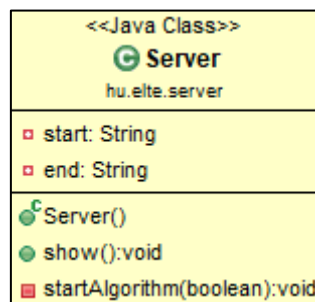 <<Java Class>>
Server
hu.elte.server
start: String
end: String
Server()
show():void
startAlgorithm(boolean):void